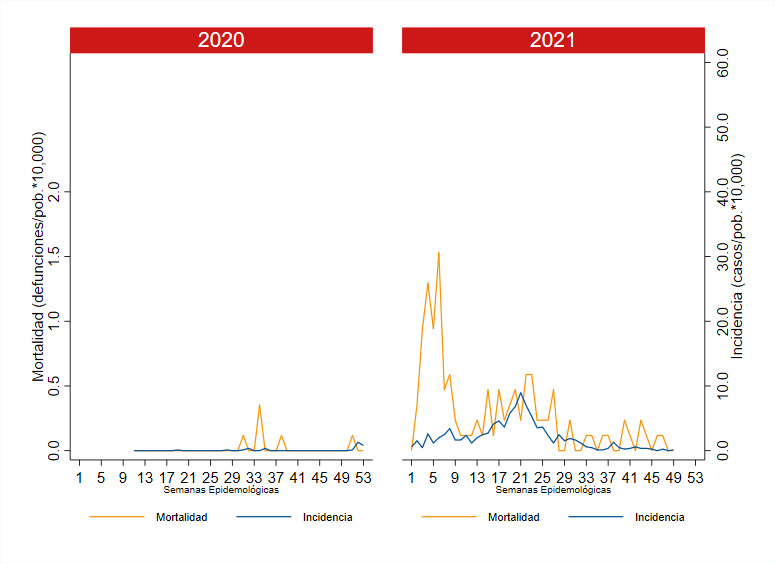 2020
2021
Mortalidad (defunciones/pob.*10,000)
0.0 0.5 1.0 1.5 2.0
0.0 10.0 20.0 30.0 40.0 50.0 60.0
Incidencia (casos/pob.*10,000)
1 5 9 13 17 21 25 29 33 37 41 45 49 53
1 5 9 13 17 21 25 29 33 37 41 45 49 53
Semanas Epidemológicas
Semanas Epidemológicas
Mortalidad Incidencia
Mortalidad Incidencia